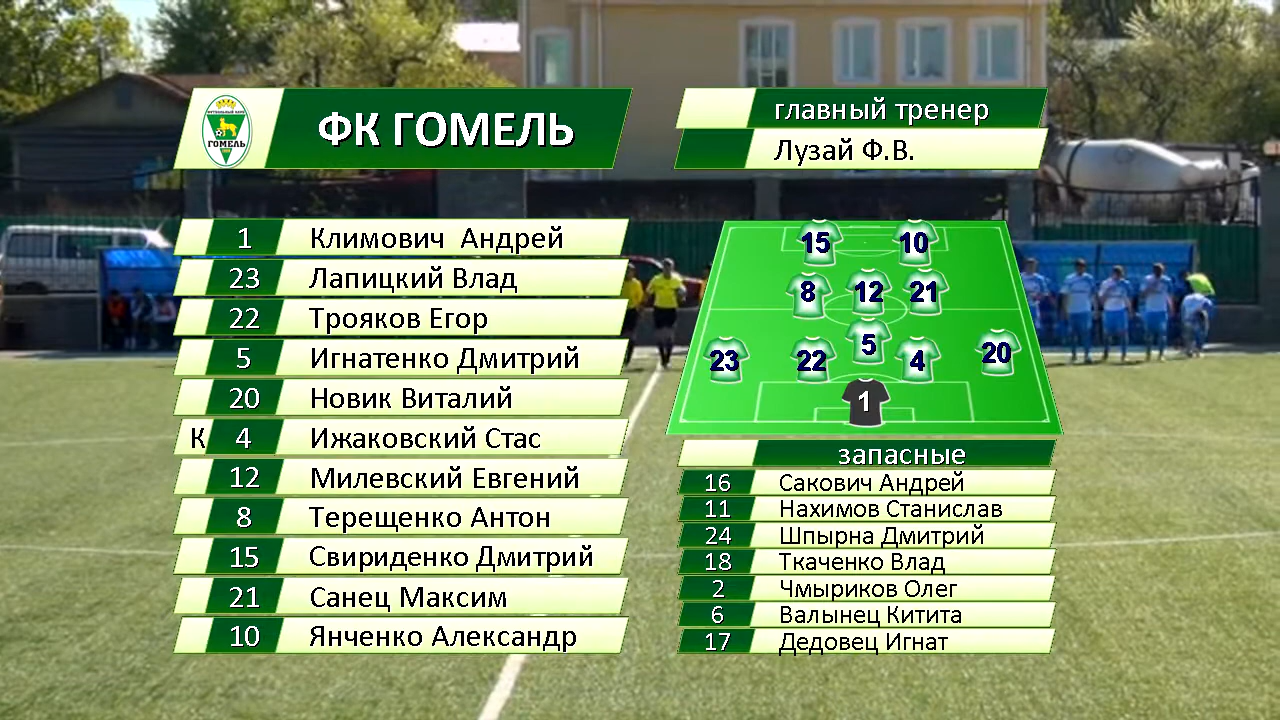 ФУТБОЛЬНЫЙ КЛУБ
ГОМЕЛЬ
ФК ГОМЕЛЬ
главный тренер
Лузай Ф.В.
1 Климович Андрей
23 Лапицкий Влад
22 Трояков Егор
5 Игнатенко Дмитрий
20 Новик Виталий
К 4 Ижаковский Стас
12 Милевский Евгений
8 Терещенко Антон
15 Свириденко Дмитрий
21 Санец Максим
10 Янченко Александр
15 10
8 12 21
5
23 22 4 20
1
запасные
16 Сакович Андрей
11 Нахимов Станислав
24 Шпырна Дмитрий
18 Ткаченко Влад
2 Чмыриков Олег
6 Валынец Китита
17 Дедовец Игнат